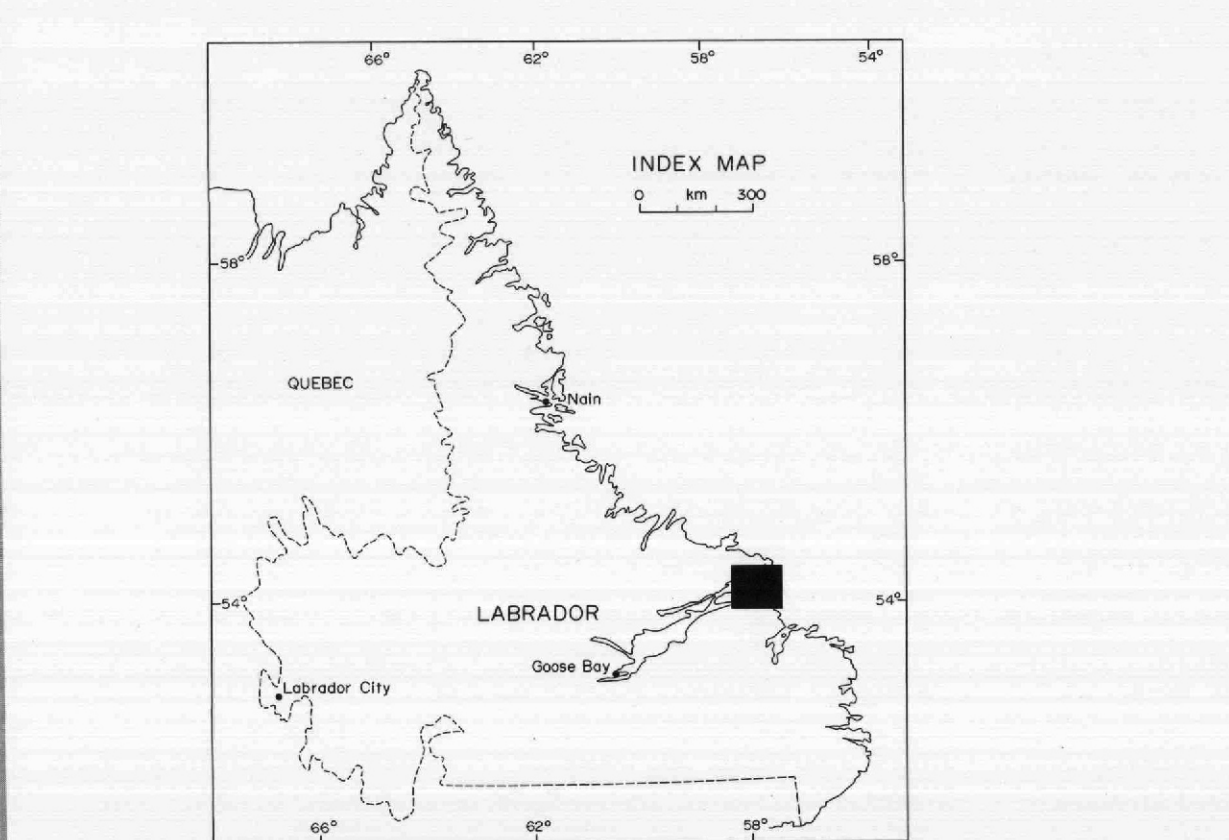 66° 62° 58° 54°
INDEX MAP
0 km 300
58° 58°
QUEBEC
Nain
54° 54°
LABRADOR
Goose Bay
Labrador City
66° 62° 58°